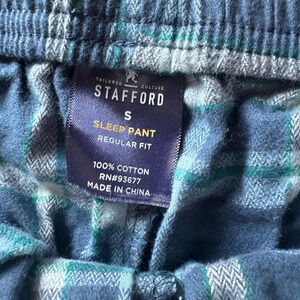 TAILORED CULTURE
STAFFORD
S
SLEEP PANT
REGULAR FIT
100% COTTON
RN#93677
MADE IN CHINA